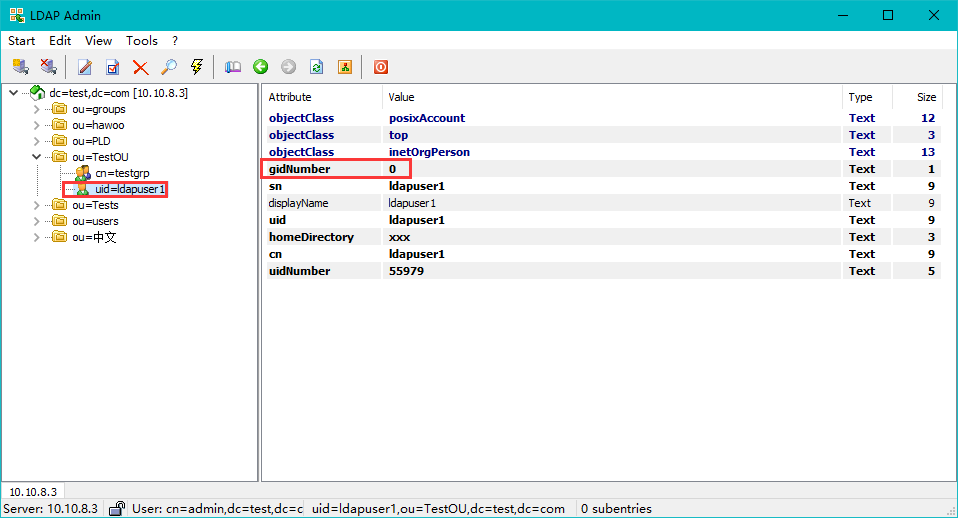 LDAP Admin
Start Edit View Tools ?
dc=test,dc=com [10.10.8.3]
ou=groups
ou=hawoo
ou=PLD
ou=TestOU
cn=testgrp
uid=ldapuser1
ou=Tests
ou=users
ou=中文
Attribute Value Type Size
objectClass posixAccount Text 12
objectClass top Text 3
objectClass inetOrgPerson Text 13
gidNumber 0 Text 1
sn ldapuser1 Text 9
displayName ldapuser1 Text 9
uid ldapuser1 Text 9
homeDirectory xxx Text 3
cn ldapuser1 Text 9
uidNumber 55979 Text 5
10.10.8.3
Server: 10.10.8.3 User: cn=admin,dc=test,dc=c uid=ldapuser1,ou=TestOU,dc=test,dc=com 0 subentries